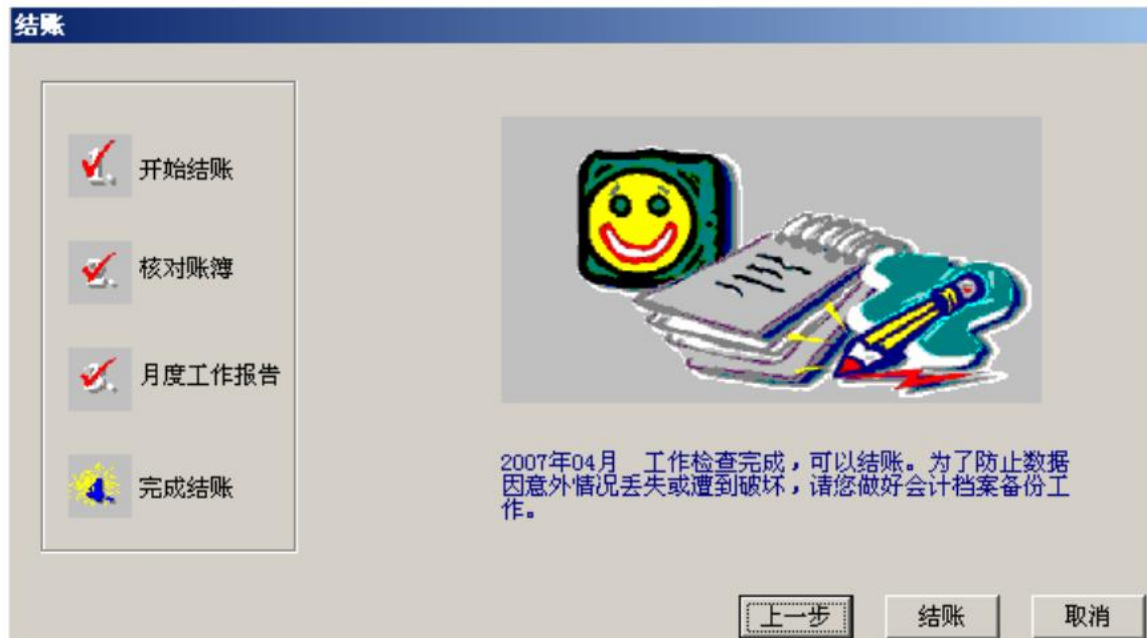 结账
开始结账
核对账簿
月度工作报告
完成结账
2007年04月 工作检查完成，可以结账。为了防止数据
因意外情况丢失或遭到破坏，请您做好会计档案备份工
作。
上一步
结账
取消